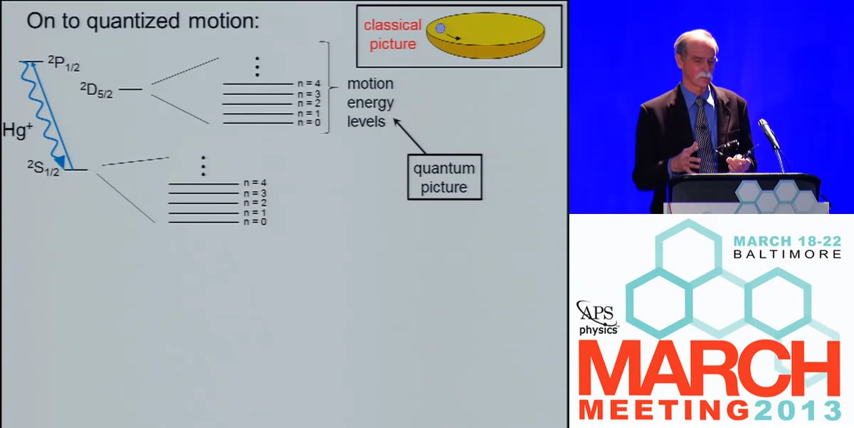 On to quantized motion:
classical
picture
²P₁/₂
²D₅/₂
Hg⁺
²S₁/₂
n = 4
n = 3
n = 2
n = 1
n = 0
motion
energy
levels
quantum
picture
n = 4
n = 3
n = 2
n = 1
n = 0
MARCH 18-22
BALTIMORE
APS
physics
MARCH
MEETING2013